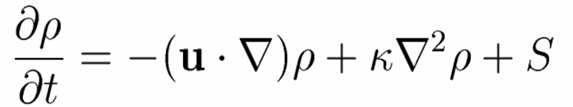 ∂ρ/∂t = −(𝐮 · ∇)ρ + κ∇²ρ + S